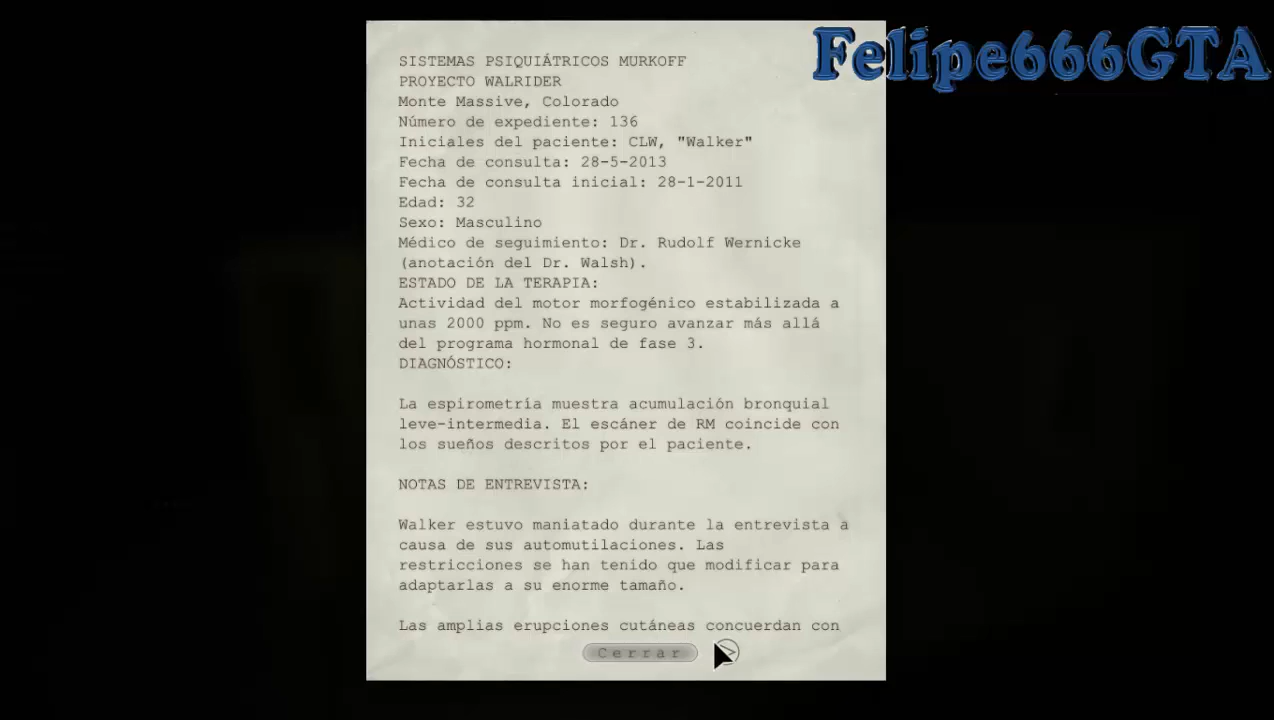 Felipe666GTA
SISTEMAS PSIQUIÁTRICOS MURKOFF
PROYECTO WALRIDER
Monte Massive, Colorado
Número de expediente: 136
Iniciales del paciente: CLW, "Walker"
Fecha de consulta: 28-5-2013
Fecha de consulta inicial: 28-1-2011
Edad: 32
Sexo: Masculino
Médico de seguimiento: Dr. Rudolf Wernicke
(anotación del Dr. Walsh).
ESTADO DE LA TERAPIA:
Actividad del motor morfogénico estabilizada a
unas 2000 ppm. No es seguro avanzar más allá
del programa hormonal de fase 3.
DIAGNÓSTICO:
La espirometría muestra acumulación bronquial
leve-intermedia. El escáner de RM coincide con
los sueños descritos por el paciente.
NOTAS DE ENTREVISTA:
Walker estuvo maniatado durante la entrevista a
causa de sus automutilaciones. Las
restricciones se han tenido que modificar para
adaptarlas a su enorme tamaño.
Las amplias erupciones cutáneas concuerdan con
Cerrar